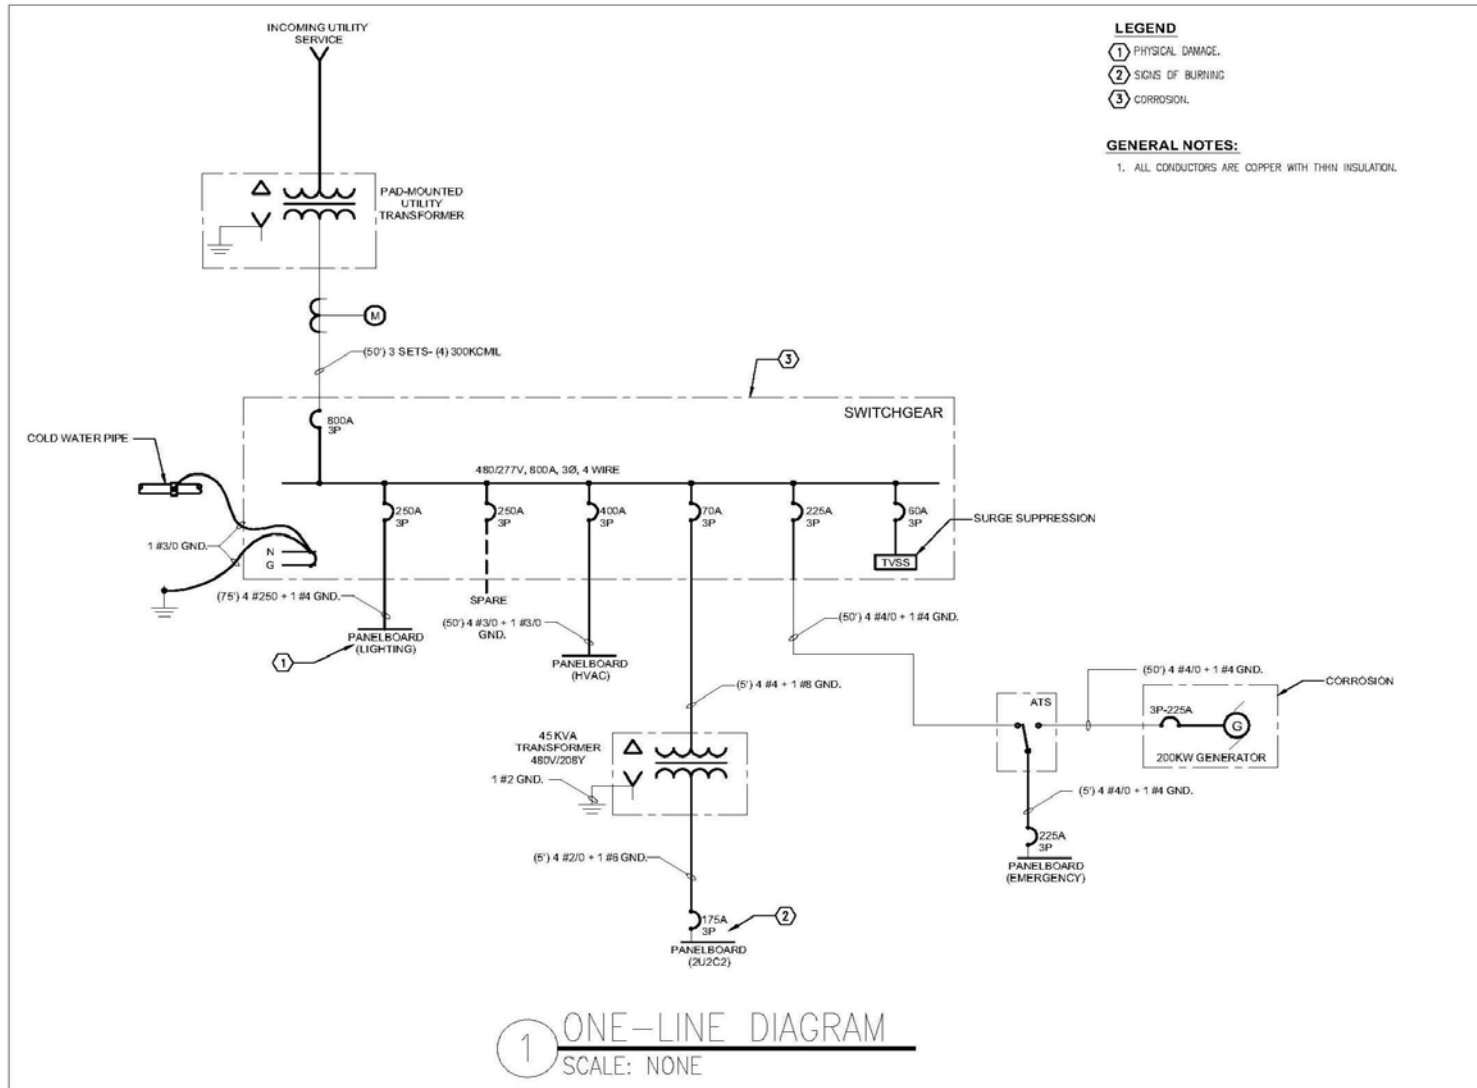 INCOMING UTILITY
SERVICE
LEGEND
1 PHYSICAL DAMAGE.
2 SIGNS OF BURNING
3 CORROSION.
GENERAL NOTES:
1. ALL CONDUCTORS ARE COPPER WITH THHN INSULATION.
PAD-MOUNTED
UTILITY
TRANSFORMER
M
(50') 3 SETS- (4) 300KCMIL
3
SWITCHGEAR
800A
3P
COLD WATER PIPE
480/277V, 800A, 3Ø, 4 WIRE
250A
3P
250A
3P
400A
3P
70A
3P
225A
3P
60A
3P
SURGE SUPPRESSION
TVSS
1 #3/0 GND.
N
G
(75') 4 #250 + 1 #4 GND.
SPARE
(50') 4 #3/0 + 1 #3/0
GND.
(50') 4 #4/0 + 1 #4 GND.
PANELBOARD
(LIGHTING)
1
PANELBOARD
(HVAC)
(5') 4 #4 + 1 #8 GND.
(50') 4 #4/0 + 1 #4 GND.
CORROSION
ATS
3P-225A
G
200KW GENERATOR
45 KVA
TRANSFORMER
480V/208Y
1 #2 GND.
(5') 4 #4/0 + 1 #4 GND.
225A
3P
PANELBOARD
(EMERGENCY)
(5') 4 #2/0 + 1 #6 GND.
175A
3P
2
PANELBOARD
(2U2C2)
1
ONE-LINE DIAGRAM
SCALE: NONE